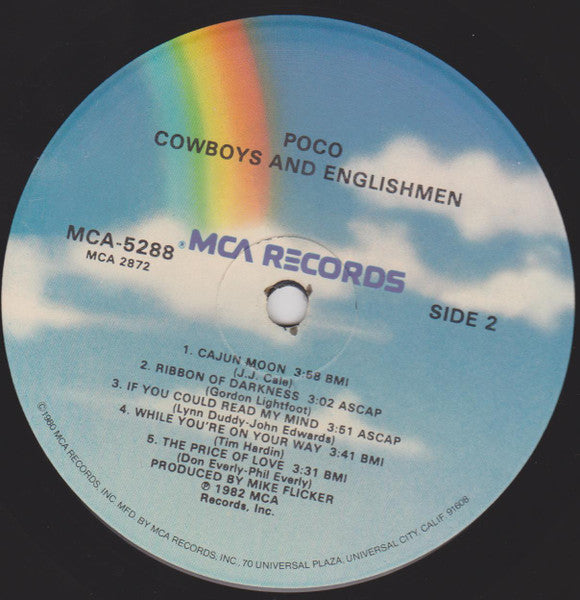 POCO
COWBOYS AND ENGLISHMEN
MCA-5288
MCA 2872
MCA RECORDS
SIDE 2
1. CAJUN MOON 3:58 BMI
(J.J. Cale)
2. RIBBON OF DARKNESS 3:02 ASCAP
(Gordon Lightfoot)
3. IF YOU COULD READ MY MIND 3:51 ASCAP
(Lynn Duddy-John Edwards)
4. WHILE YOU'RE ON YOUR WAY 3:41 BMI
(Tim Hardin)
5. THE PRICE OF LOVE 3:31 BMI
(Don Everly-Phil Everly)
PRODUCED BY MIKE FLICKER
℗ 1982 MCA
Records, Inc.
©1980 MCA RECORDS, INC. MFD. BY MCA RECORDS, INC., 70 UNIVERSAL PLAZA, UNIVERSAL CITY, CALIF. 91608